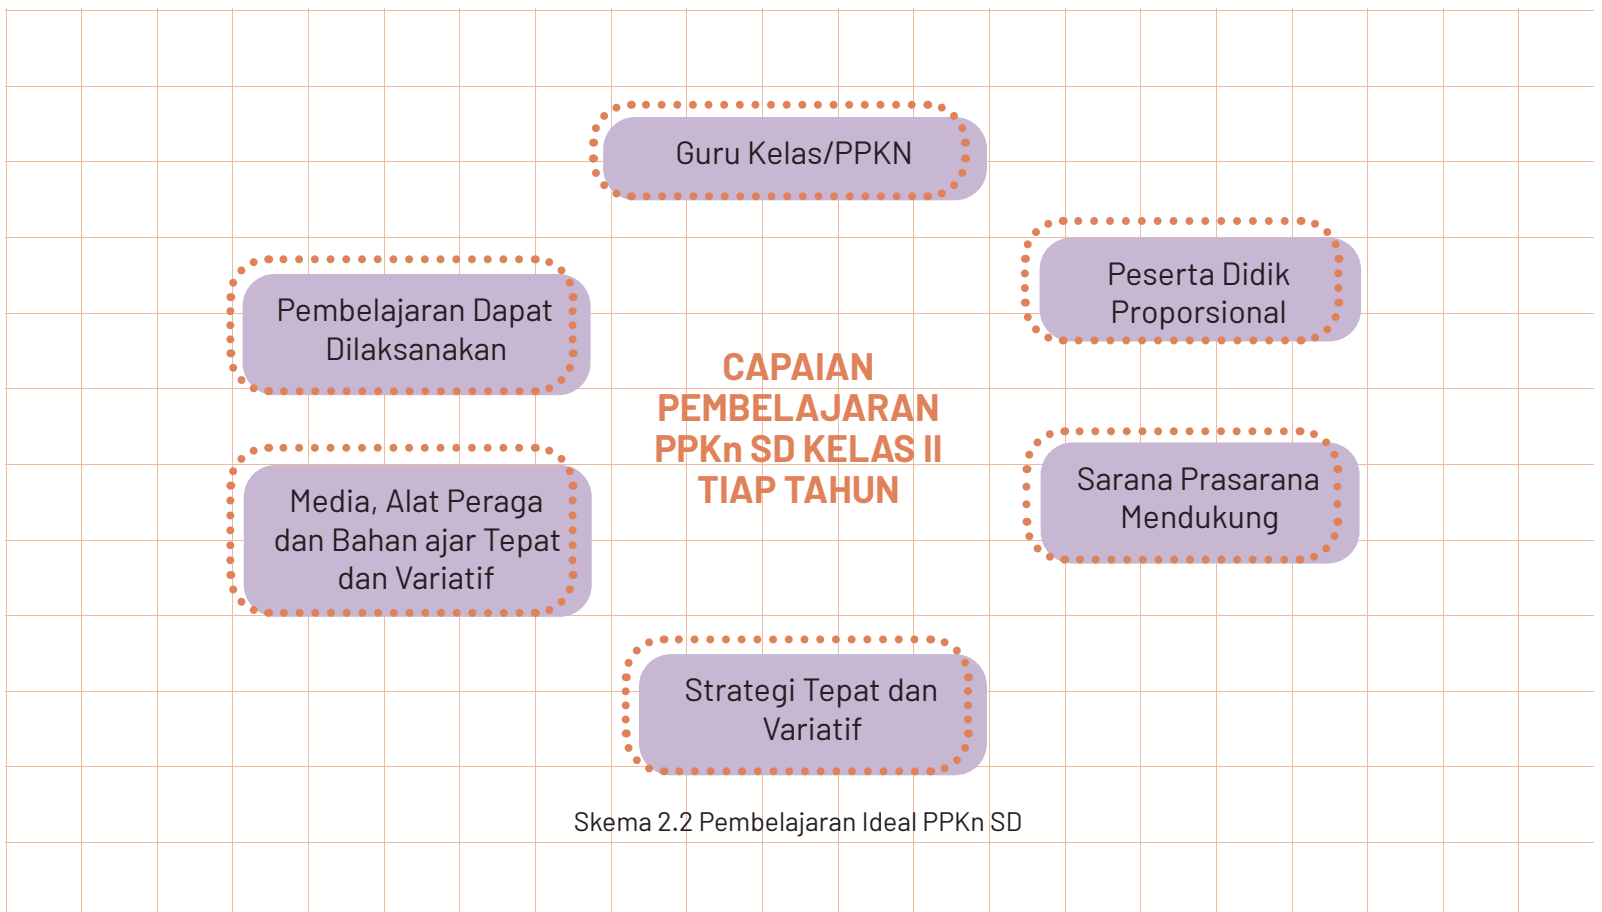 Guru Kelas/PPKN
Peserta Didik
Proporsional
Pembelajaran Dapat
Dilaksanakan
CAPAIAN
PEMBELAJARAN
PPKn SD KELAS II
TIAP TAHUN
Sarana Prasarana
Mendukung
Media, Alat Peraga
dan Bahan ajar Tepat
dan Variatif
Strategi Tepat dan
Variatif
Skema 2.2 Pembelajaran Ideal PPKn SD